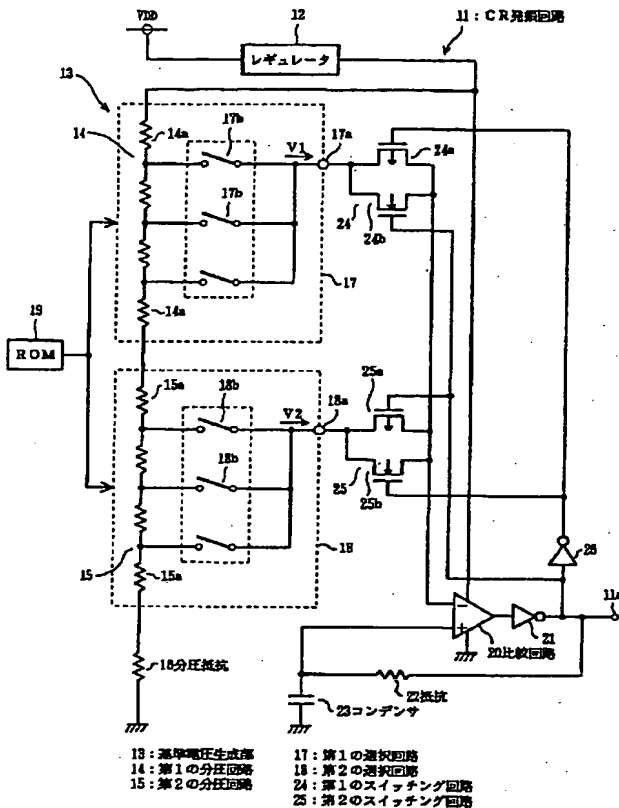 VDD
12
レギュレータ
11：CR発振回路
13
14
14a
17b
V1
17a
24a
17b
24
24b
14a
17
19
ROM
15a
18b
V2
18a
25a
18b
25
25b
15
15a
18
26
11a
20比較回路
21
16分圧抵抗
22抵抗
23コンデンサ
13：基準電圧生成部
14：第1の分圧回路
15：第2の分圧回路
17：第1の選択回路
18：第2の選択回路
24：第1のスイッチング回路
25：第2のスイッチング回路